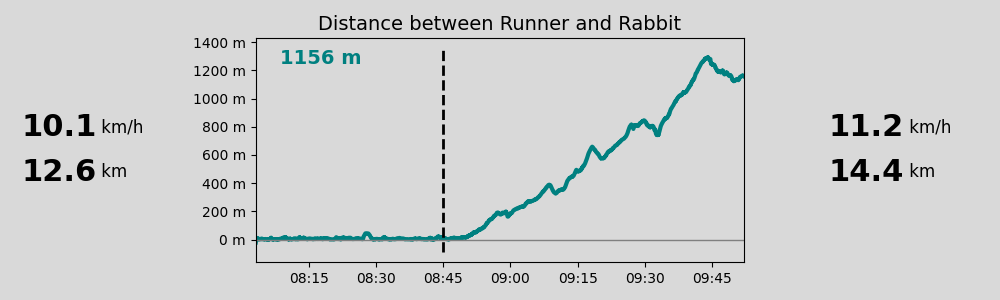 Distance between Runner and Rabbit
1156 m
1400 m
1200 m
1000 m
800 m
600 m
400 m
200 m
0 m
08:15 08:30 08:45 09:00 09:15 09:30 09:45
10.1 km/h
12.6 km
11.2 km/h
14.4 km